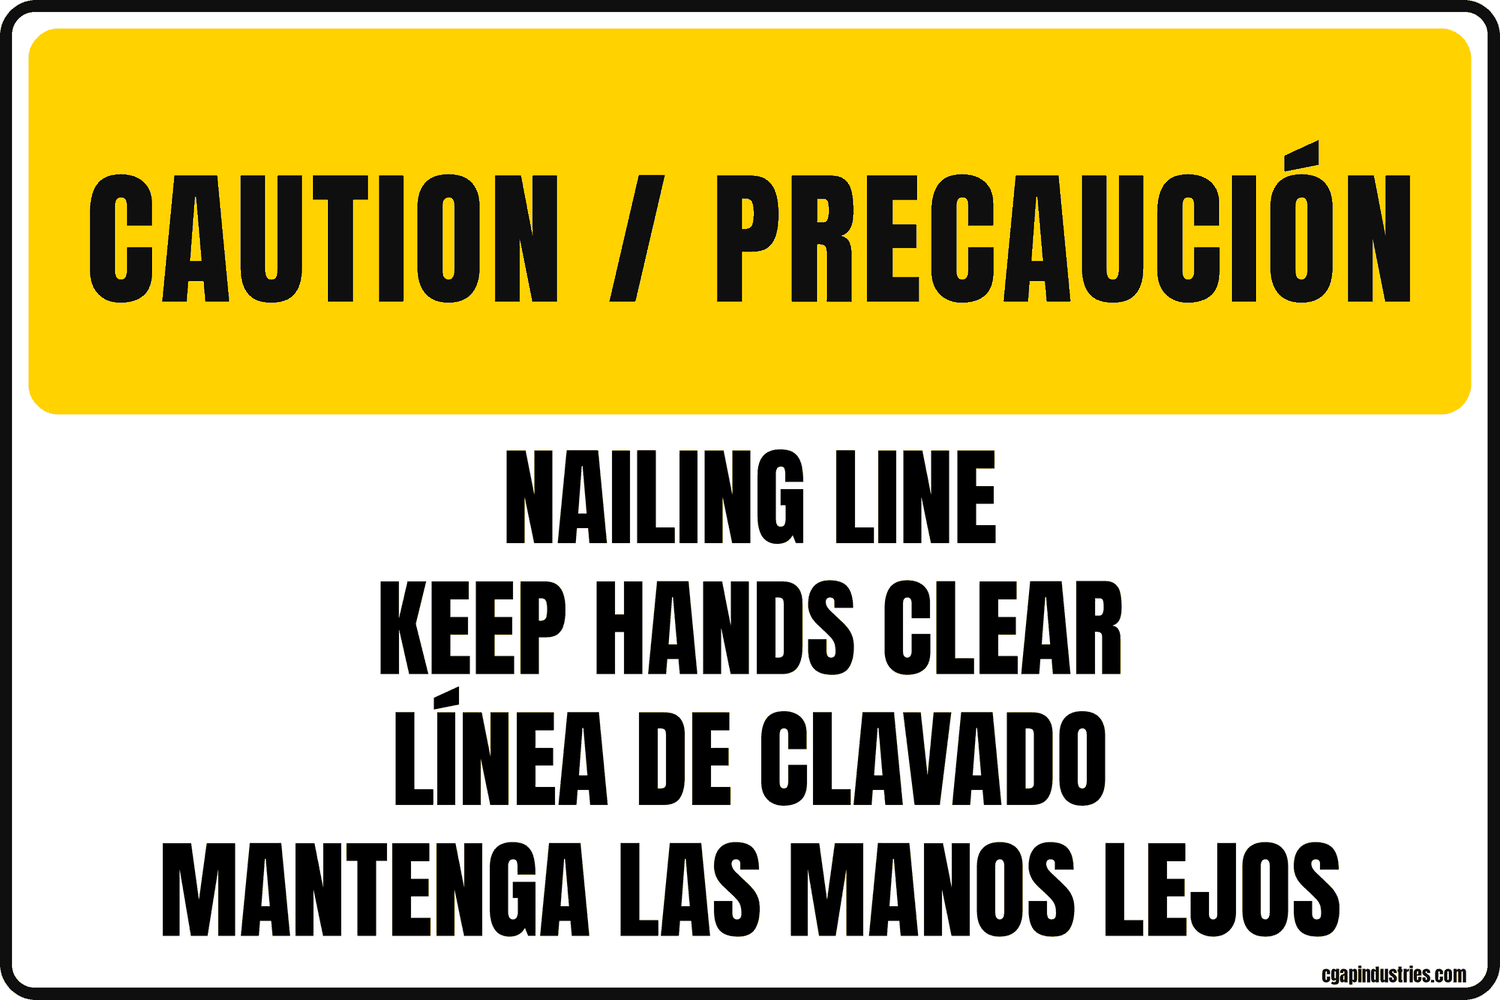 CAUTION / PRECAUCIÓN
NAILING LINE
KEEP HANDS CLEAR
LÍNEA DE CLAVADO
MANTENGA LAS MANOS LEJOS
cgapindustries.com